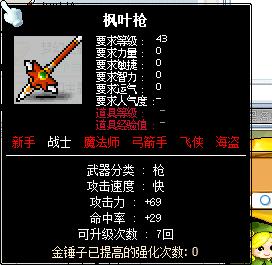 枫叶枪
要求等级 : 43
要求力量 : 0
要求敏捷 : 0
要求智力 : 0
要求运气 : 0
要求人气度 : -
道具等级 : -
道具经验值 : -
新手 战士 魔法师 弓箭手 飞侠 海盗
武器分类 : 枪
攻击速度 : 快
攻击力 : +69
命中率 : +29
可升级次数 : 7回
金锤子已提高的强化次数: 0